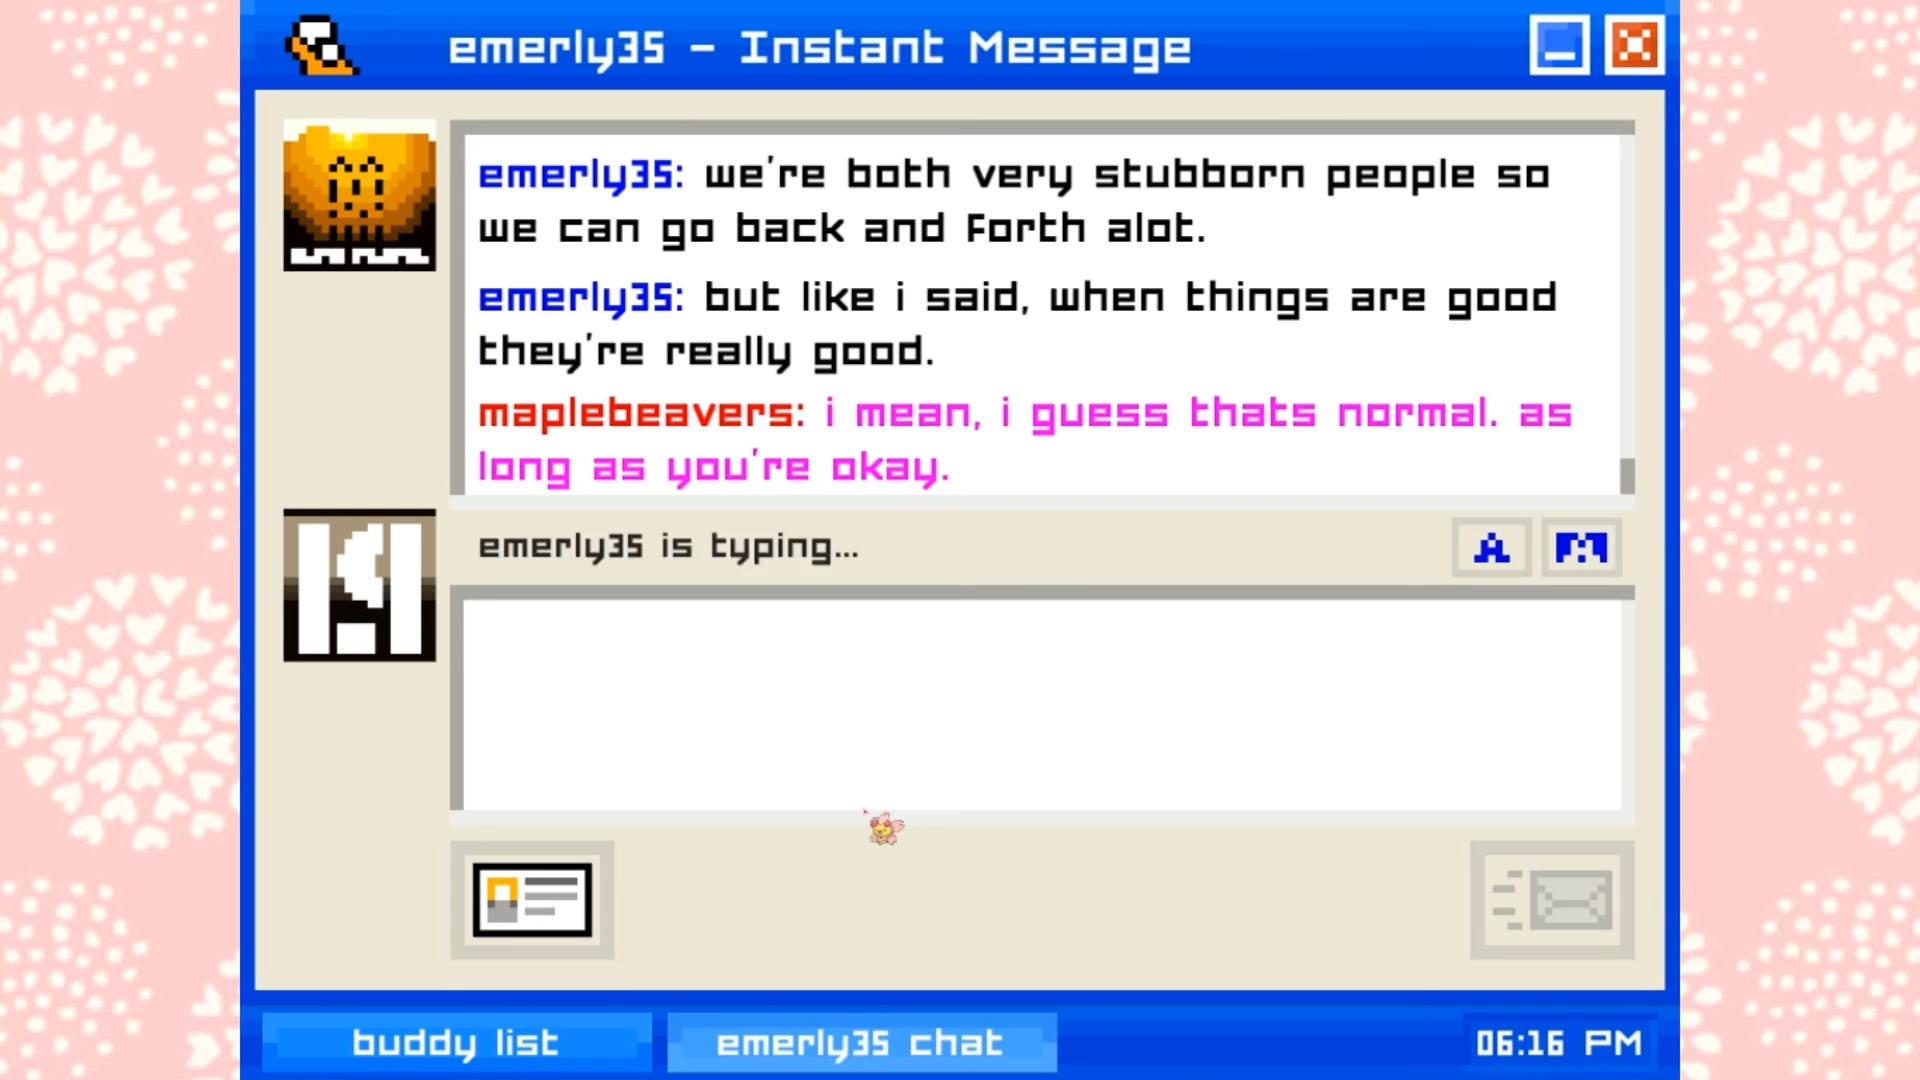 emerly35 - Instant Message
emerly35: we're both very stubborn people so
we can go back and forth alot.
emerly35: but like i said, when things are good
they're really good.
maplebeavers: i mean, i guess thats normal. as
long as you're okay.
emerly35 is typing...
A
buddy list
emerly35 chat
06:16 PM